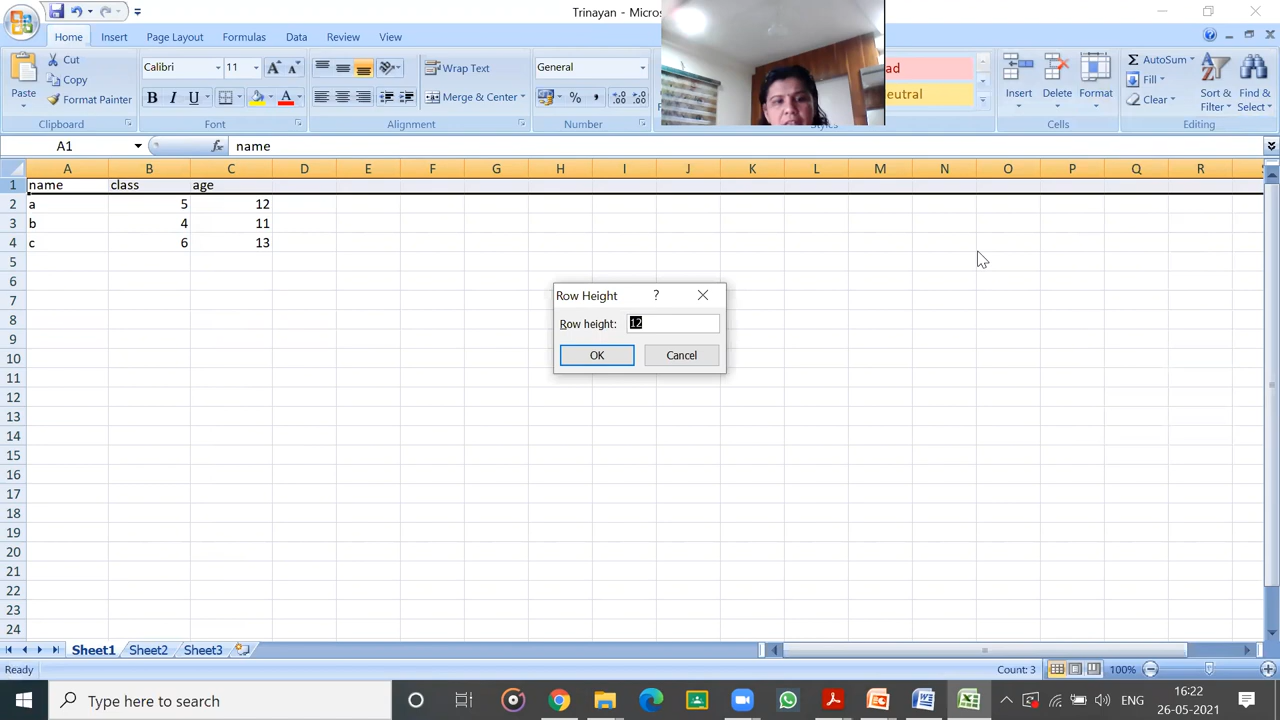 Trinayan - Micros
Home Insert Page Layout Formulas Data Review View
Cut
Copy
Format Painter
Paste
Clipboard
Calibri 11
B I U
Font
Wrap Text
Merge & Center
Alignment
General
%
Number
ad
eutral
Styles
Insert Delete Format
Cells
AutoSum
Fill
Clear
Sort & Filter
Find & Select
Editing
A1 fx name
A B C D E F G H I J K L M N O P Q R
1 name class age
2 a 5 12
3 b 4 11
4 c 6 13
5
6
7
8
9
10
11
12
13
14
15
16
17
18
19
20
21
22
23
24
Row Height ?
Row height: 12
OK Cancel
Sheet1 Sheet2 Sheet3
Ready Count: 3 100%
Type here to search
ENG
16:22
26-05-2021